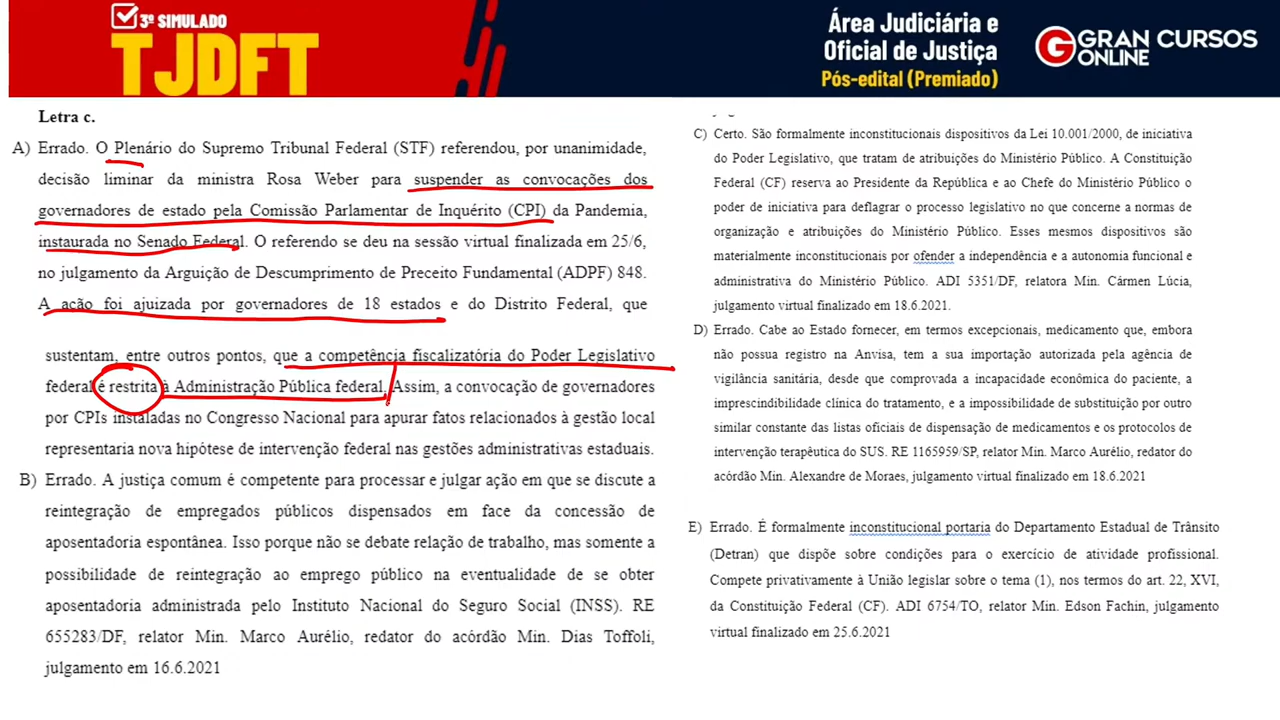 3º SIMULADO
TJDFT
Área Judiciária e
Oficial de Justiça
Pós-edital (Premiado)
GRAN CURSOS
ONLINE
Letra c.
A) Errado. O Plenário do Supremo Tribunal Federal (STF) referendou, por unanimidade,
decisão liminar da ministra Rosa Weber para suspender as convocações dos
governadores de estado pela Comissão Parlamentar de Inquérito (CPI) da Pandemia,
instaurada no Senado Federal. O referendo se deu na sessão virtual finalizada em 25/6,
no julgamento da Arguição de Descumprimento de Preceito Fundamental (ADPF) 848.
A ação foi ajuizada por governadores de 18 estados e do Distrito Federal, que
sustentam, entre outros pontos, que a competência fiscalizatória do Poder Legislativo
federal é restrita à Administração Pública federal. Assim, a convocação de governadores
por CPIs instaladas no Congresso Nacional para apurar fatos relacionados à gestão local
representaria nova hipótese de intervenção federal nas gestões administrativas estaduais.
B) Errado. A justiça comum é competente para processar e julgar ação em que se discute a
reintegração de empregados públicos dispensados em face da concessão de
aposentadoria espontânea. Isso porque não se debate relação de trabalho, mas somente a
possibilidade de reintegração ao emprego público na eventualidade de se obter
aposentadoria administrada pelo Instituto Nacional do Seguro Social (INSS). RE
655283/DF, relator Min. Marco Aurélio, redator do acórdão Min. Dias Toffoli,
julgamento em 16.6.2021
C) Certo. São formalmente inconstitucionais dispositivos da Lei 10.001/2000, de iniciativa
do Poder Legislativo, que tratam de atribuições do Ministério Público. A Constituição
Federal (CF) reserva ao Presidente da República e ao Chefe do Ministério Público o
poder de iniciativa para deflagrar o processo legislativo no que concerne a normas de
organização e atribuições do Ministério Público. Esses mesmos dispositivos são
materialmente inconstitucionais por ofender a independência e a autonomia funcional e
administrativa do Ministério Público. ADI 5351/DF, relatora Min. Cármen Lúcia,
julgamento virtual finalizado em 18.6.2021.
D) Errado. Cabe ao Estado fornecer, em termos excepcionais, medicamento que, embora
não possua registro na Anvisa, tem a sua importação autorizada pela agência de
vigilância sanitária, desde que comprovada a incapacidade econômica do paciente, a
imprescindibilidade clínica do tratamento, e a impossibilidade de substituição por outro
similar constante das listas oficiais de dispensação de medicamentos e os protocolos de
intervenção terapêutica do SUS. RE 1165959/SP, relator Min. Marco Aurélio, redator do
acórdão Min. Alexandre de Moraes, julgamento virtual finalizado em 18.6.2021
E) Errado. É formalmente inconstitucional portaria do Departamento Estadual de Trânsito
(Detran) que dispõe sobre condições para o exercício de atividade profissional.
Compete privativamente à União legislar sobre o tema (1), nos termos do art. 22, XVI,
da Constituição Federal (CF). ADI 6754/TO, relator Min. Edson Fachin, julgamento
virtual finalizado em 25.6.2021